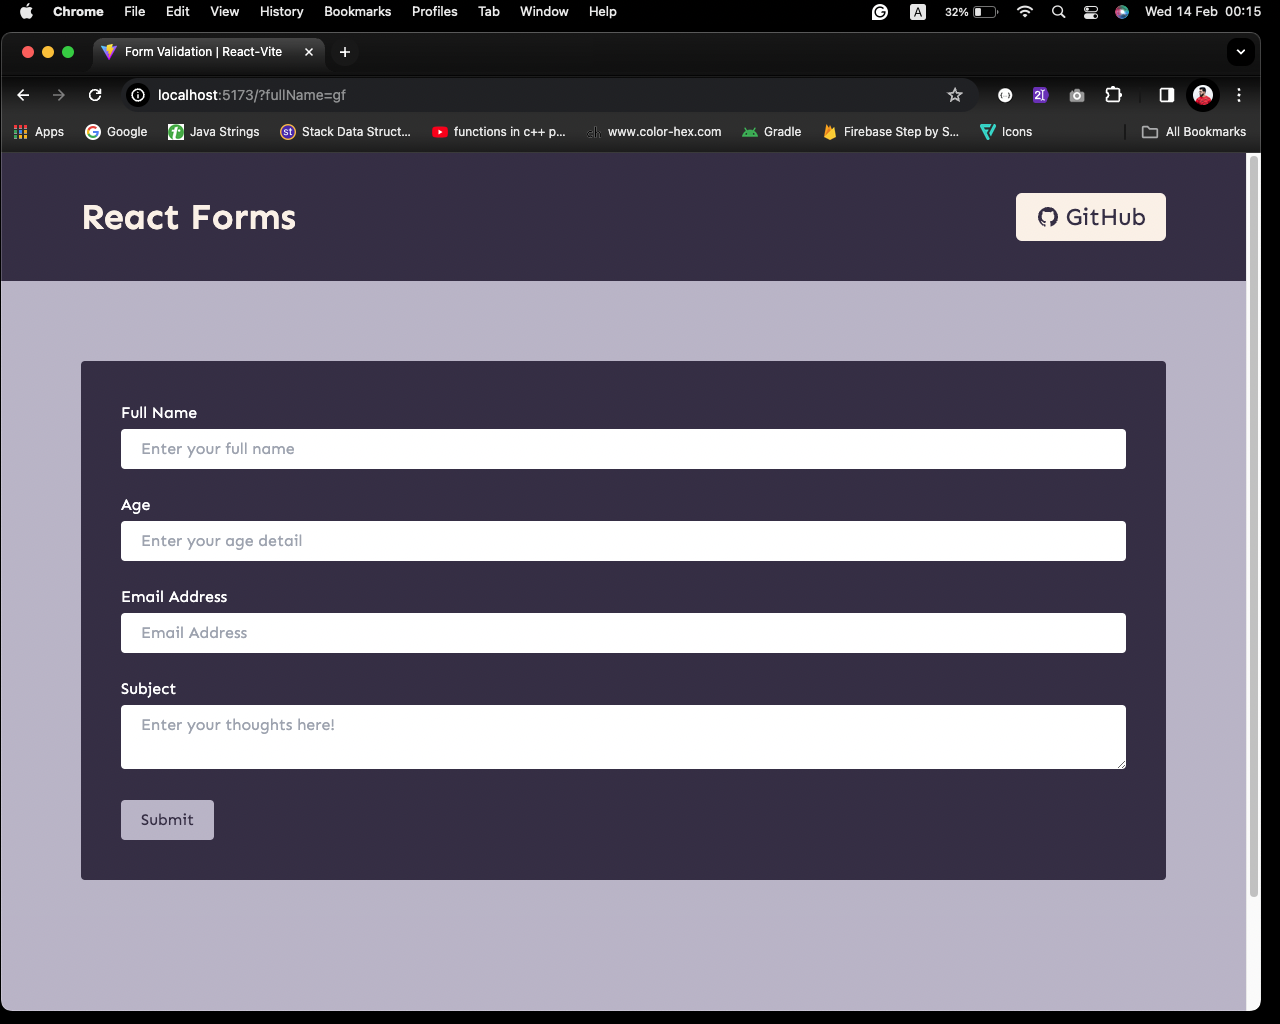 Chrome File Edit View History Bookmarks Profiles Tab Window Help A 32% Wed 14 Feb 00:15
Form Validation | React-Vite
localhost:5173/?fullName=gf
Apps Google Java Strings Stack Data Struct... functions in c++ p... ch www.color-hex.com Gradle Firebase Step by S... Icons All Bookmarks
React Forms
GitHub
Full Name
Enter your full name
Age
Enter your age detail
Email Address
Email Address
Subject
Enter your thoughts here!
Submit